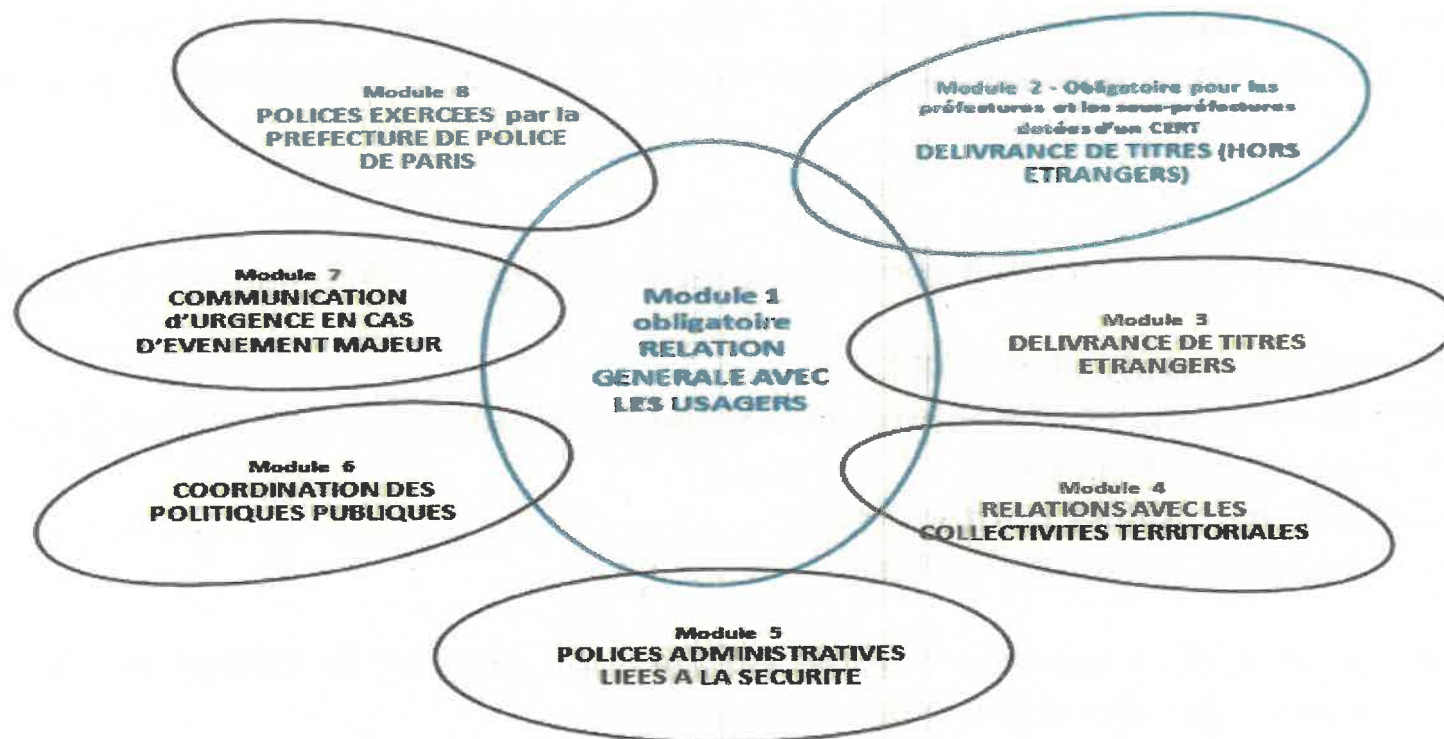 Module 8
POLICES EXERCEES par la
PREFECTURE DE POLICE
DE PARIS
Module 2 - Obligatoire pour les
préfectures et les sous-préfectures
dotées d'un CERT
DELIVRANCE DE TITRES (HORS
ETRANGERS)
Module 7
COMMUNICATION
d'URGENCE EN CAS
D'EVENEMENT MAJEUR
Module 1
obligatoire
RELATION
GENERALE AVEC
LES USAGERS
Module 3
DELIVRANCE DE TITRES
ETRANGERS
Module 6
COORDINATION DES
POLITIQUES PUBLIQUES
Module 4
RELATIONS AVEC LES
COLLECTIVITES TERRITORIALES
Module 5
POLICES ADMINISTRATIVES
LIEES A LA SECURITE